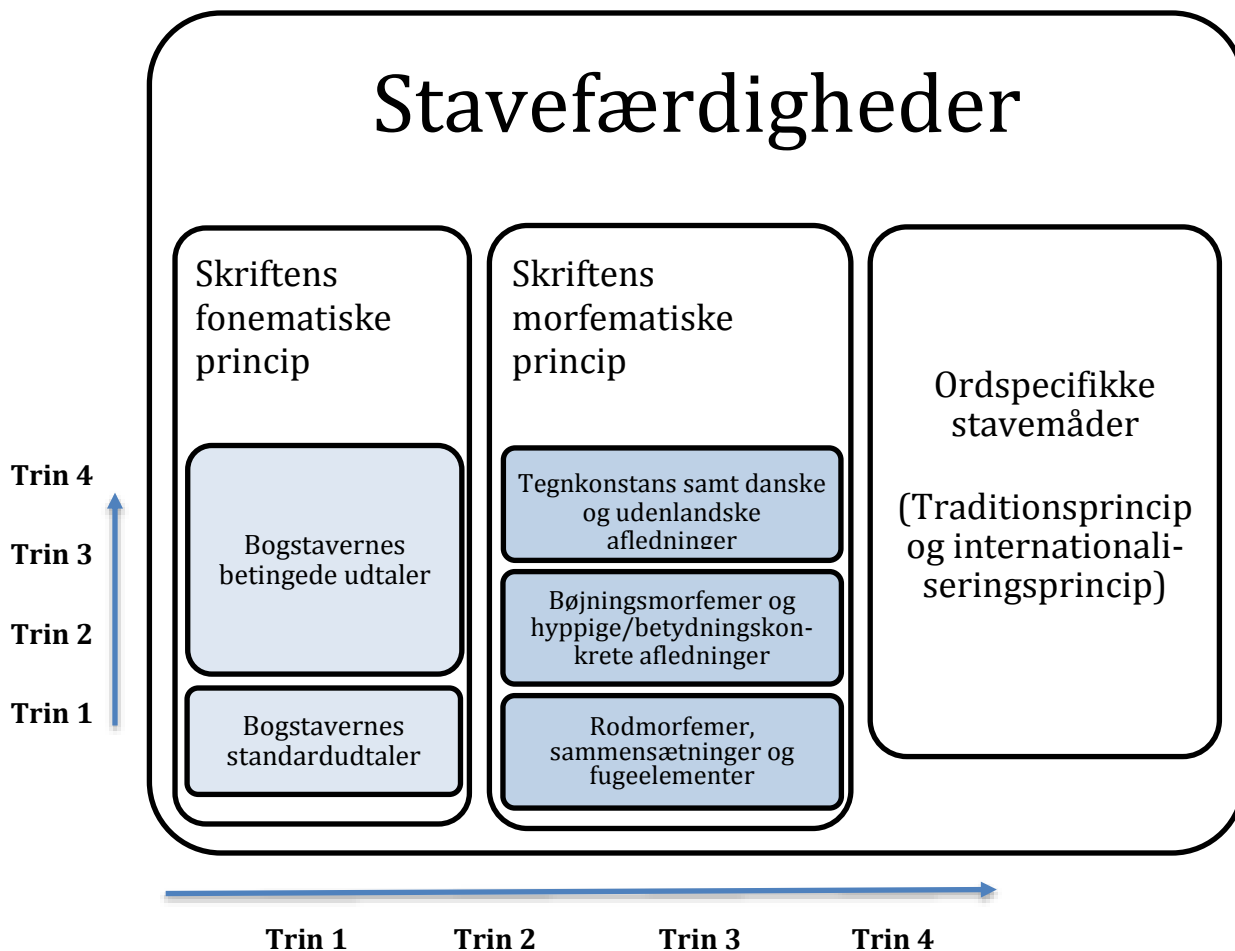 Stavefærdigheder
Skriftens
fonematiske
princip
Skriftens
morfematiske
princip
Ordspecifikke
stavemåder
(Traditionsprincip
og internationali-
seringsprincip)
Trin 4
Trin 3
Trin 2
Trin 1
Bogstavernes
betingede udtaler
Bogstavernes
standardudtaler
Tegnkonstans samt danske
og udenlandske
afledninger
Bøjningsmorfemer og
hyppige/betydningskon-
krete afledninger
Rodmorfemer,
sammensætninger og
fugeelementer
Trin 1
Trin 2
Trin 3
Trin 4